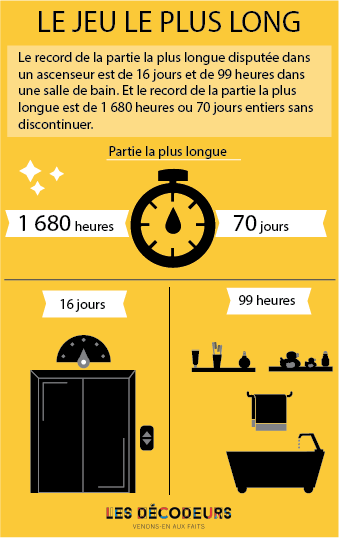 LE JEU LE PLUS LONG
Le record de la partie la plus longue disputée dans
un ascenseur est de 16 jours et de 99 heures dans
une salle de bain. Et le record de la partie la plus
longue est de 1 680 heures ou 70 jours entiers sans
discontinuer.
Partie la plus longue
1 680 heures
70 jours
16 jours
99 heures
LES DÉCODEURS
VENONS-EN AUX FAITS